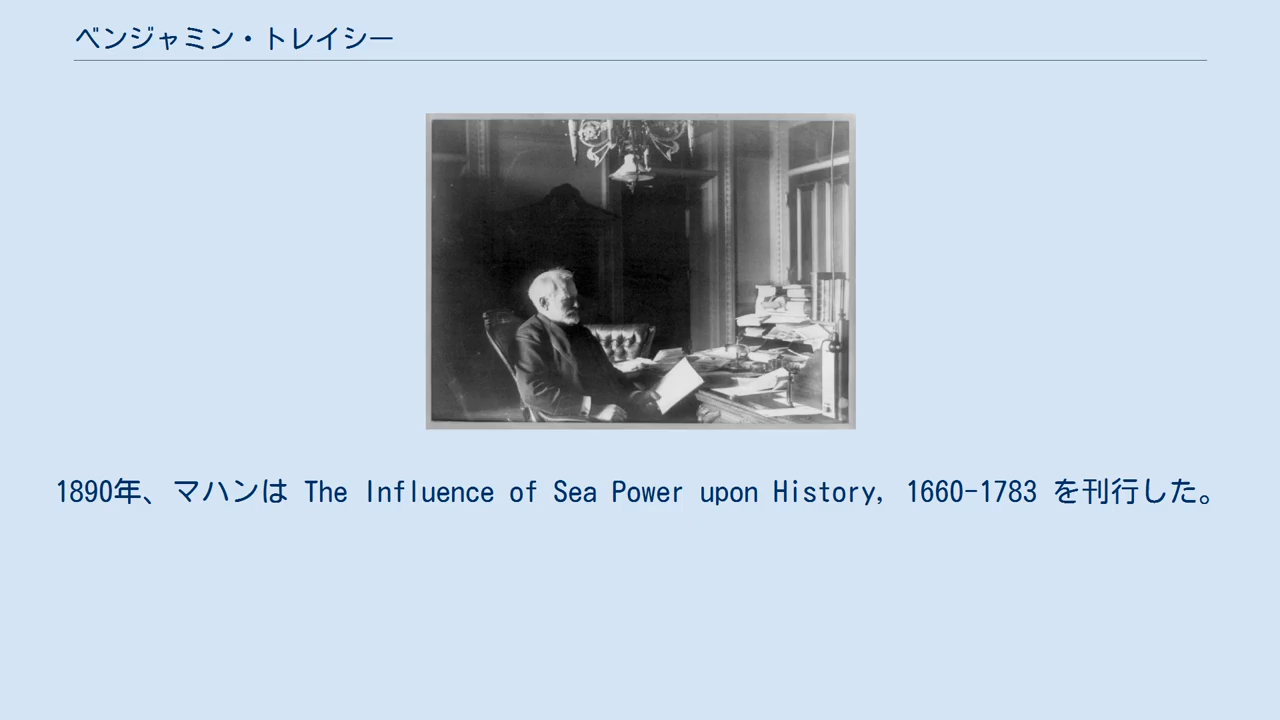 ベンジャミン・トレイシー
1890年、マハンは The Influence of Sea Power upon History, 1660-1783 を刊行した。